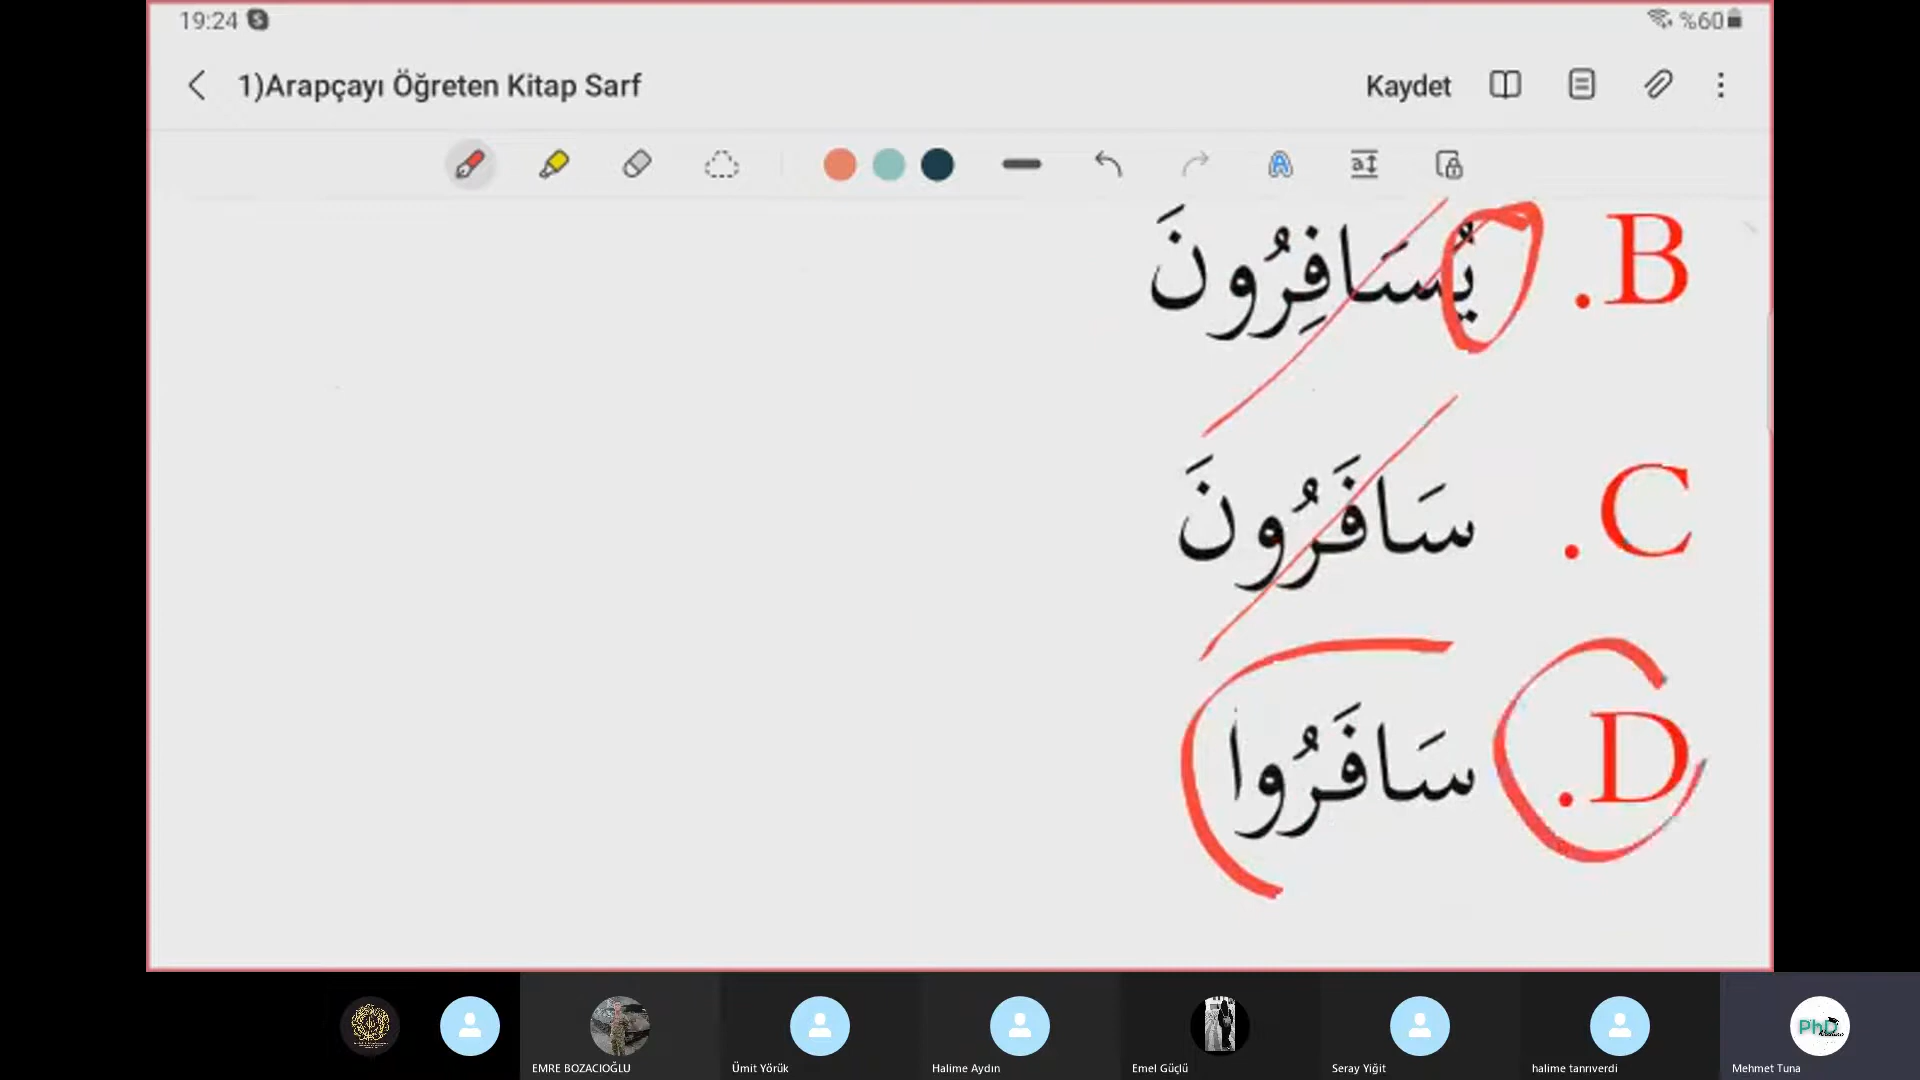 19:24
%60
1)Arapçayı Öğreten Kitap Sarf
Kaydet
B. يُسَافِرُونَ
C. سَافَرُونَ
D. سَافَرُوا
EMRE BOZACIOĞLU
Ümit Yörük
Halime Aydın
Emel Güçlü
Seray Yiğit
halime tanrıverdi
PhD
Mehmet Tuna